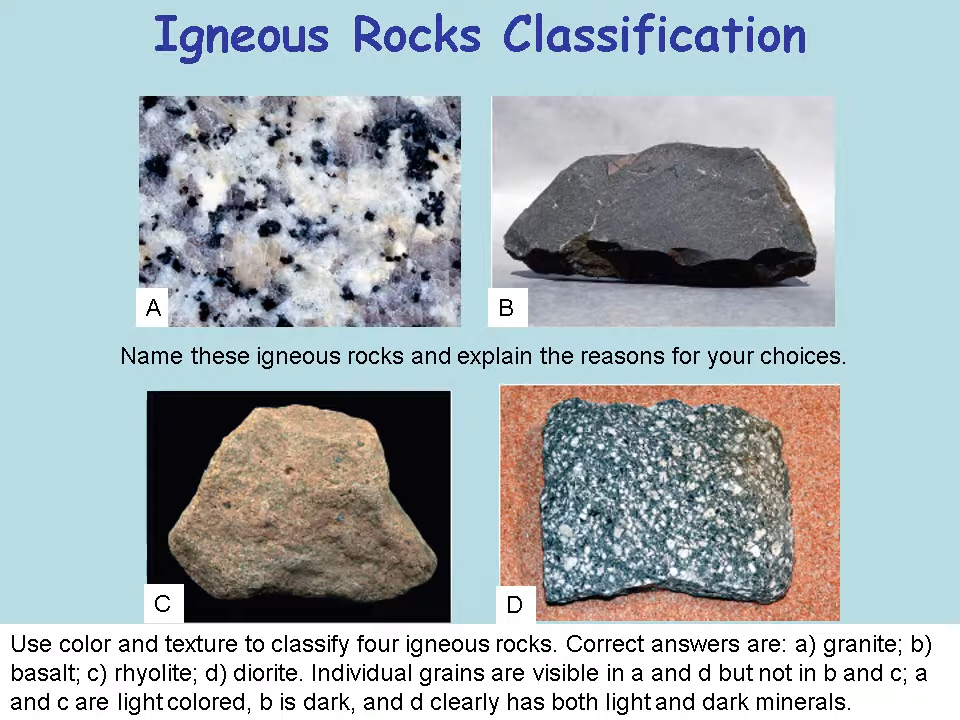 Igneous Rocks Classification
A
B
Name these igneous rocks and explain the reasons for your choices.
C
D
Use color and texture to classify four igneous rocks. Correct answers are: a) granite; b)
basalt; c) rhyolite; d) diorite. Individual grains are visible in a and d but not in b and c; a
and c are light colored, b is dark, and d clearly has both light and dark minerals.